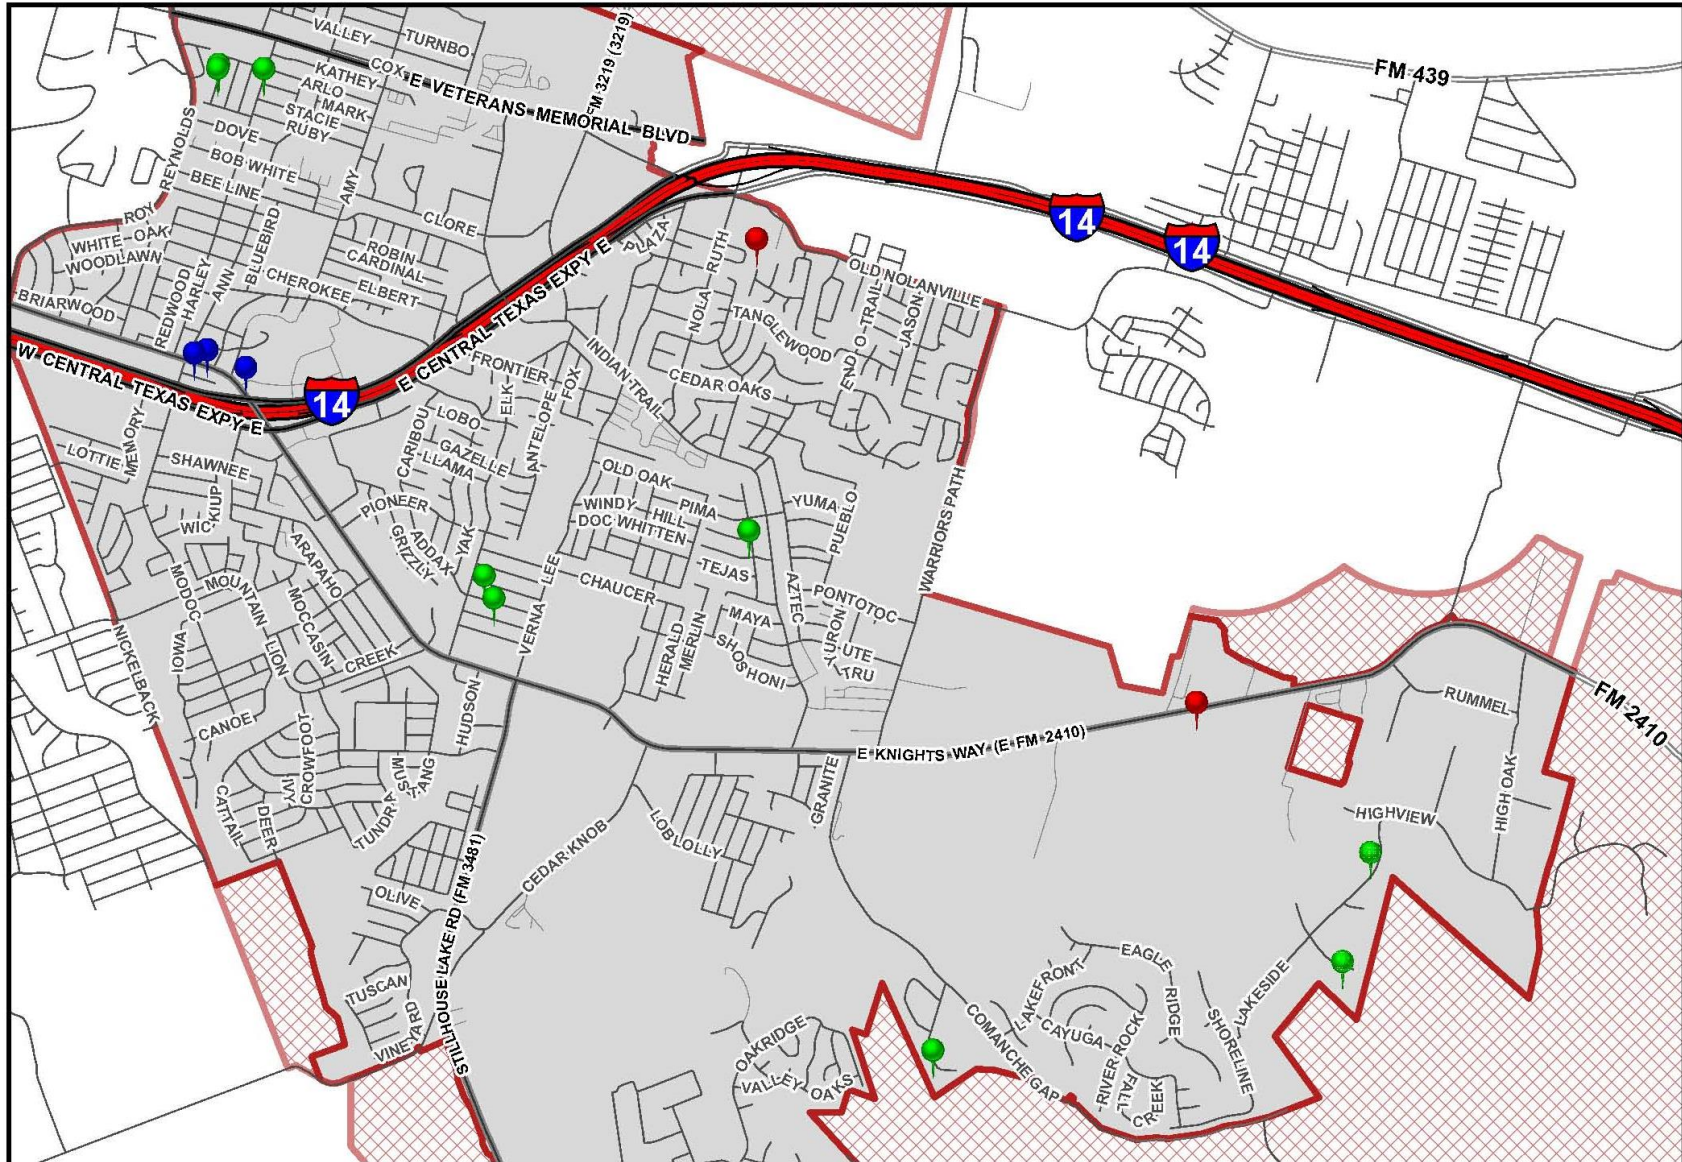 VALLEY
TURNBO
COX
E VETERANS MEMORIAL BLVD
FM 3219 (3219)
FM 439
KATHEY
ARLO
MARK
STACIE
RUBY
DOVE
BOB WHITE
BEE LINE
REYNOLDS
AMY
CLORE
ROY
WHITE OAK
WOODLAWN
BRIARWOOD
REDWOOD
HARLEY
ANN
BLUEBIRD
CHEROKEE
ROBIN
CARDINAL
ELBERT
PLAZA
NOLA RUTH
TANGLEWOOD
OLD NOLANVILLE
END-O-TRAIL
JASON
14
14
W CENTRAL TEXAS EXPY E
14
E CENTRAL TEXAS EXPY E
FRONTIER
INDIAN TRAIL
CEDAR OAKS
ELK
FOX
ANTELOPE
CARIBOU
LOBO
GAZELLE
LLAMA
MEMORY
LOTTIE
SHAWNEE
WIC
KIUP
PIONEER
ADDAX
GRIZZLY
YAK
OLD OAK
WINDY
HILL
PIMA
DOC WHITTEN
YUMA
PUEBLO
WARRIORS PATH
ARAPAHO
MODOC
MOUNTAIN
LION
MOCCASIN
CREEK
IOWA
NICKELBACK
CANOE
CHAUCER
VERNA LEE
TEJAS
AZTEC
PONTOTOC
MAYA
SHOSHONI
HERALD
MERLIN
HURON
UTE
TRU
HUDSON
CROWFOOT
IVY
CATTAIL
DEER
MUS
TANG
TUNDRA
E KNIGHTS WAY (E FM 2410)
FM 2410
RUMMEL
HIGH OAK
HIGHVIEW
GRANITE
LOBLOLLY
CEDAR KNOB
STILLHOUSE LAKE RD (FM 3481)
OLIVE
TUSCAN
VINEYARD
OAKRIDGE
VALLEY OAKS
COMANCHE GAP
LAKEFRONT
EAGLE
RIDGE
CAYUGA
RIVER ROCK
FALL
CREEK
SHORELINE
LAKESIDE